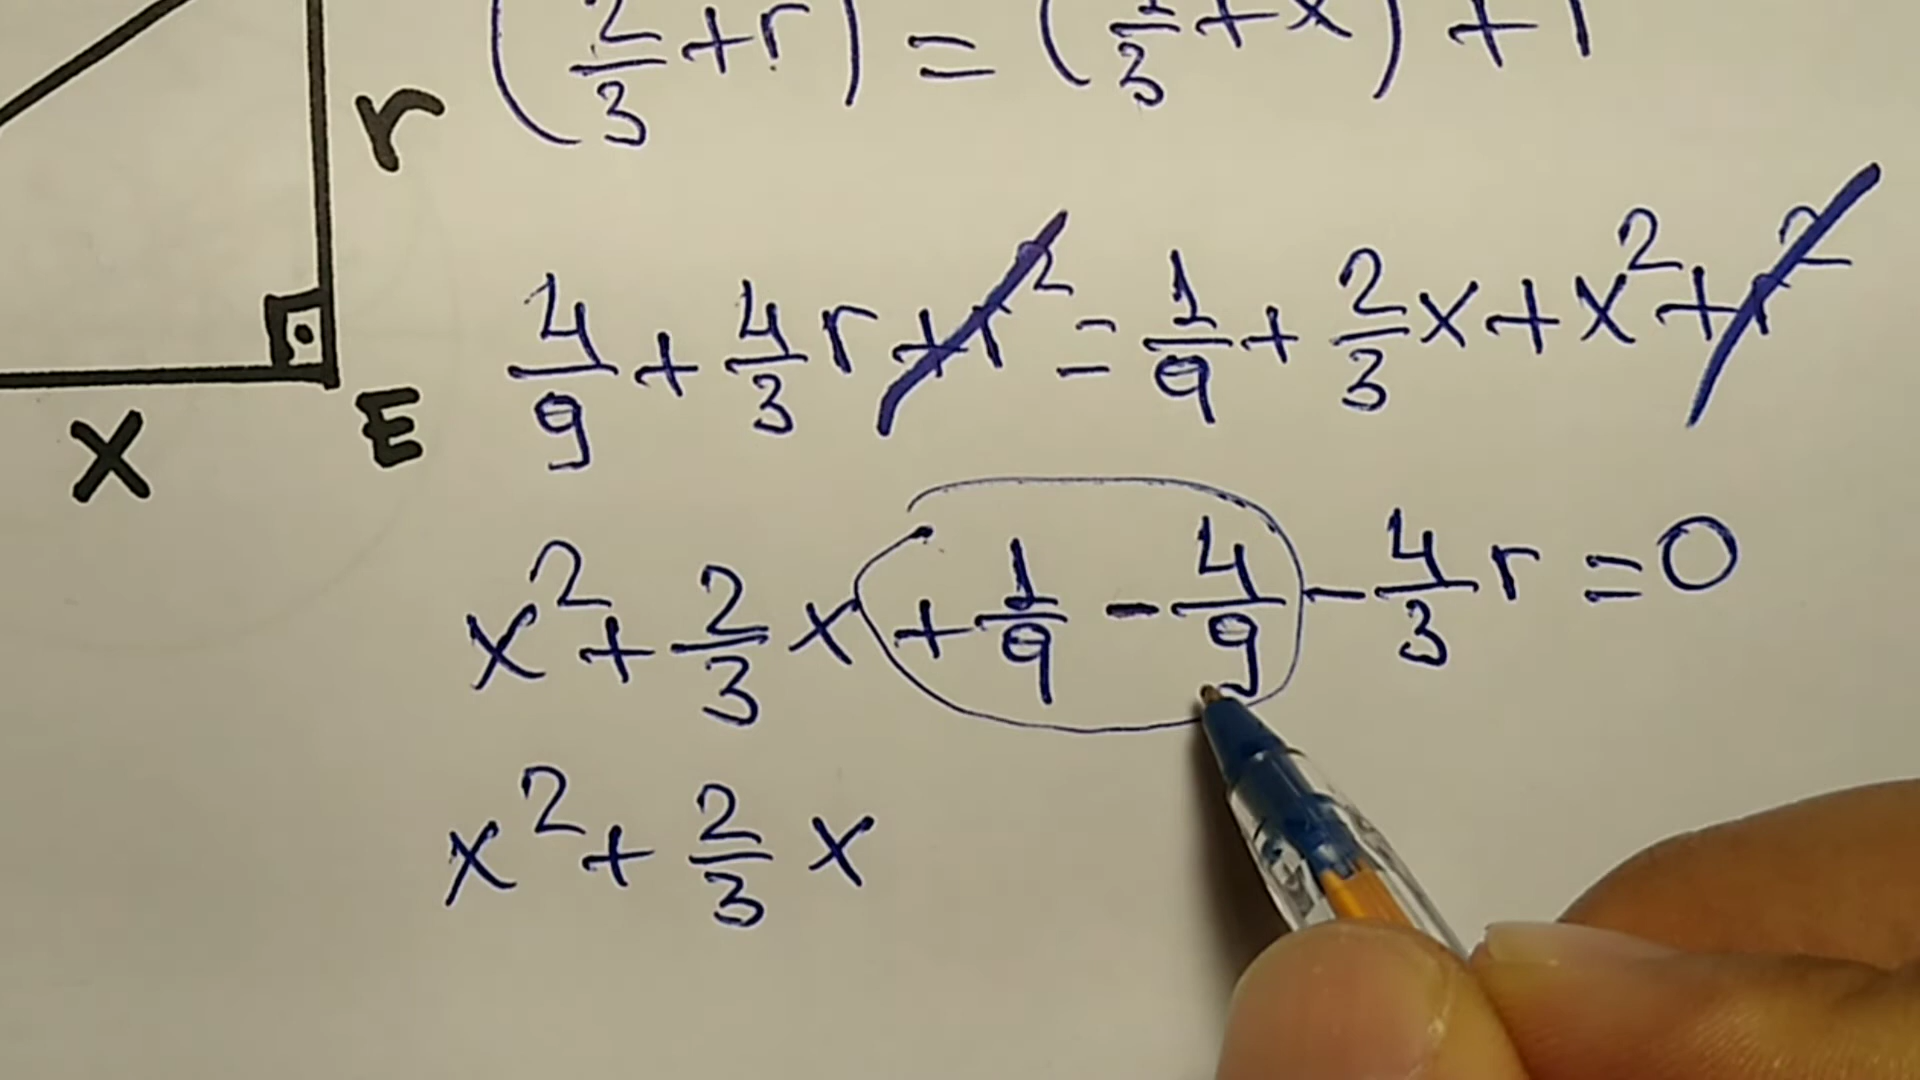 (2/3 + r) = (1/3 + x) +
r
4/9 + 4/3 r + r² = 1/9 + 2/3 x + x² + r²
x E
x² + 2/3 x + 1/9 - 4/9 - 4/3 r = 0
x² + 2/3 x